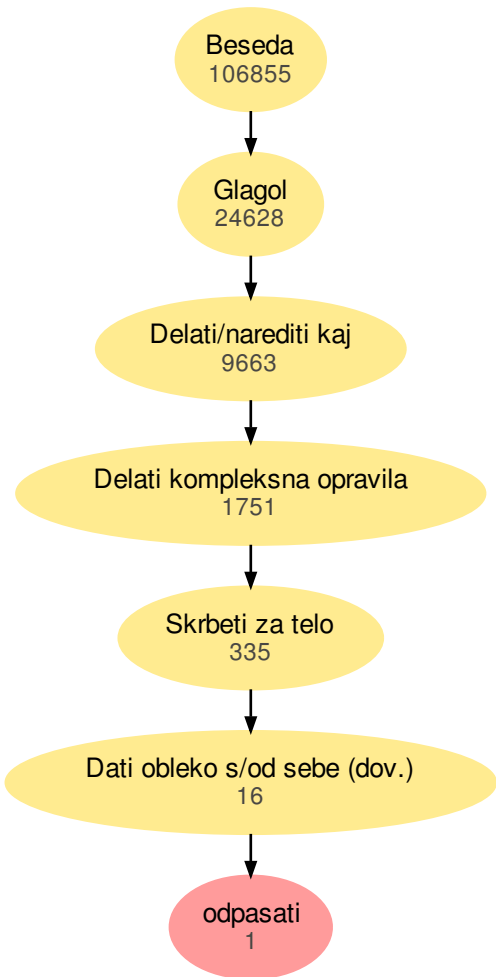 Beseda
106855
Glagol
24628
Delati/narediti kaj
9663
Delati kompleksna opravila
1751
Skrbeti za telo
335
Dati obleko s/od sebe (dov.)
16
odpasati
1